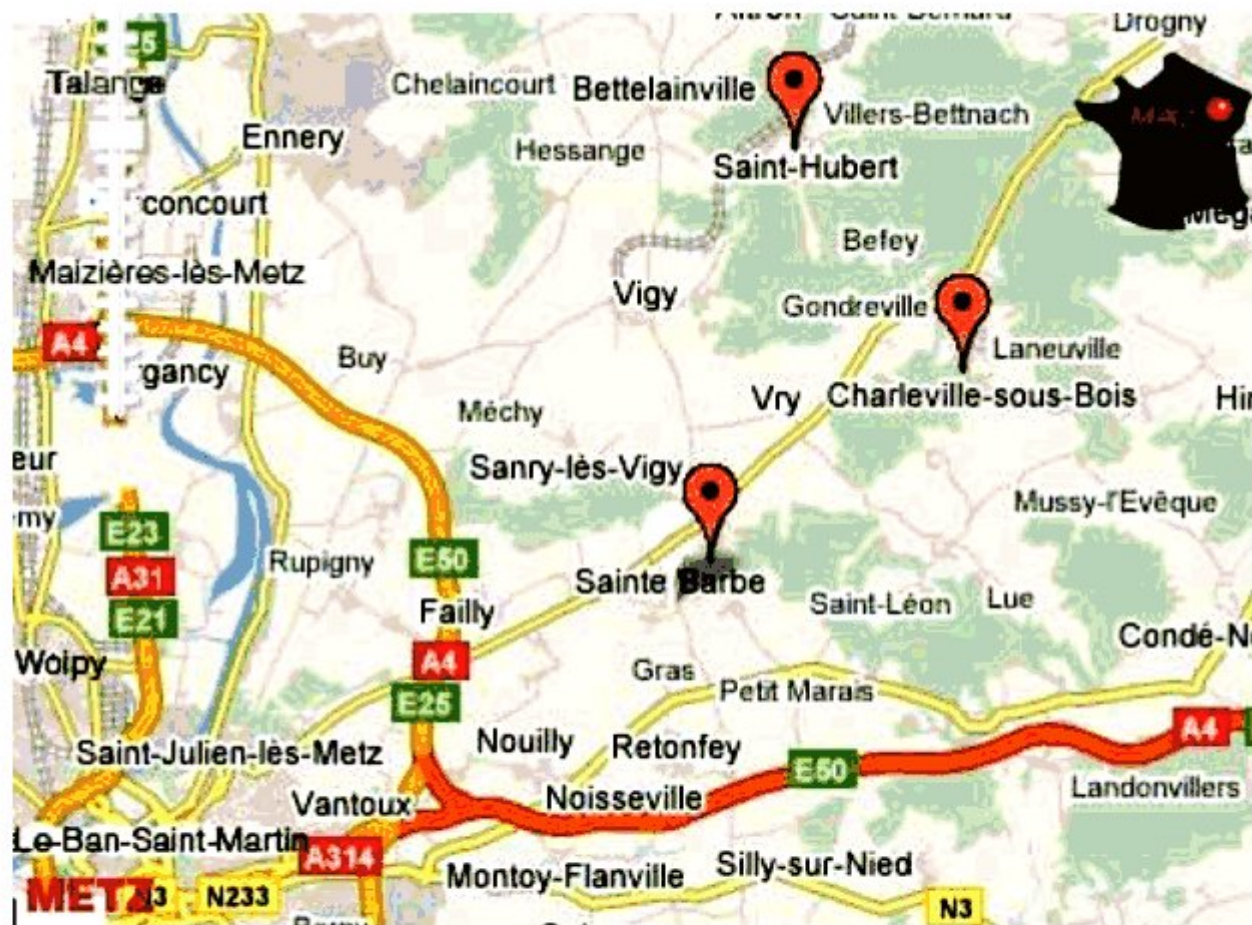 Drogny
Talange
Chelaincourt
Bettelainville
Villers-Bettnach
Ennery
Hessange
Saint-Hubert
concourt
Befey
Maizières-lès-Metz
Vigy
Gondreville
A4
gancy
Buy
Laneuville
Vry
Charleville-sous-Bois
Méchy
Sanry-lès-Vigy
Mussy-l'Evêque
E23
Rupigny
E50
A31
Sainte Barbe
E21
Failly
Saint-Léon
Lue
Woipy
A4
Gras
Petit Marais
E25
Nouilly
Retonfey
A4
Saint-Julien-lès-Metz
E50
Landonvillers
Vantoux
Noisseville
Le-Ban-Saint-Martin
A314
Montoy-Flanville
Silly-sur-Nied
METZ
N3
N233
N3